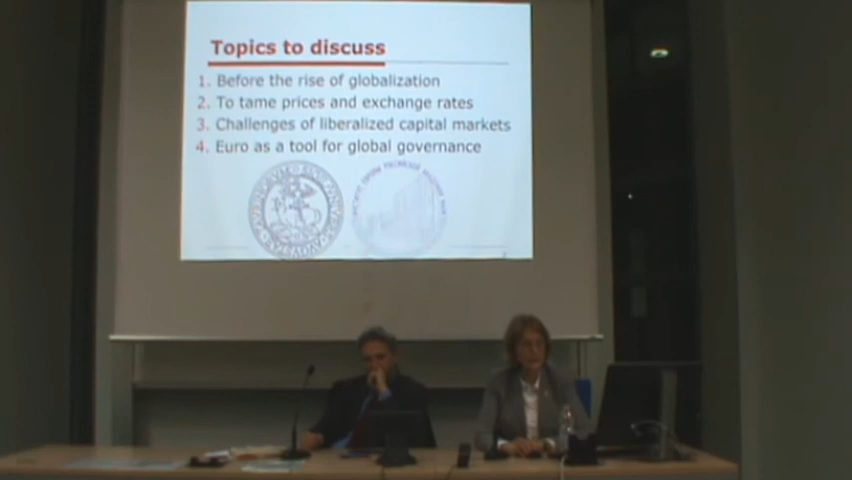 Topics to discuss
1. Before the rise of globalization
2. To tame prices and exchange rates
3. Challenges of liberalized capital markets
4. Euro as a tool for global governance